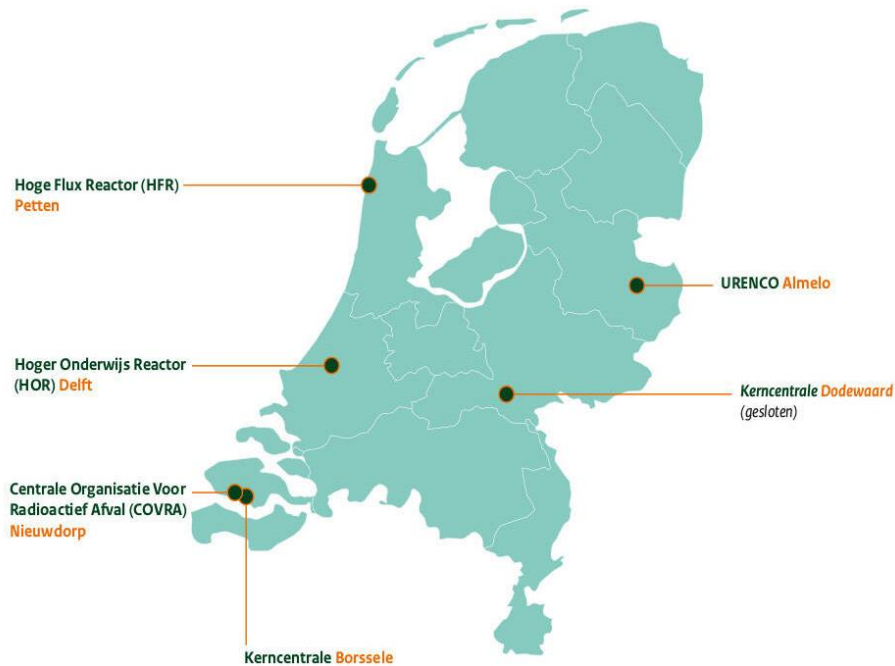 Hoge Flux Reactor (HFR)
Petten
URENCO Almelo
Hoger Onderwijs Reactor
(HOR) Delft
Kerncentrale Dodewaard
(gesloten)
Centrale Organisatie Voor
Radioactief Afval (COVRA)
Nieuwdorp
Kerncentrale Borssele